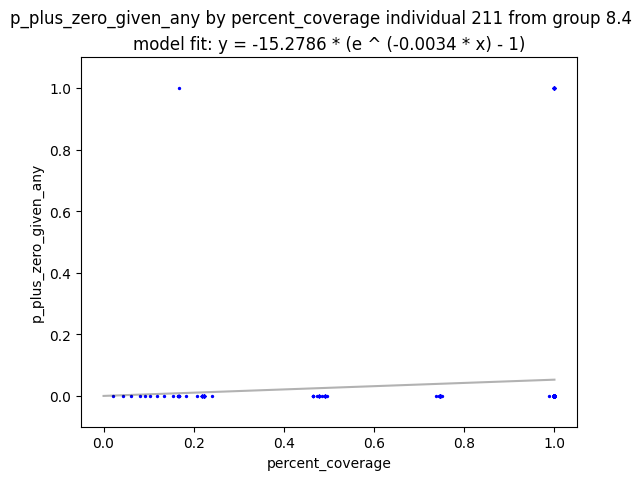 p_plus_zero_given_any by percent_coverage individual 211 from group 8.4
model fit: y = -15.2786 * (e ^ (-0.0034 * x) - 1)
1.0
0.8
0.6
0.4
0.2
0.0
p_plus_zero_given_any
0.0 0.2 0.4 0.6 0.8 1.0
percent_coverage